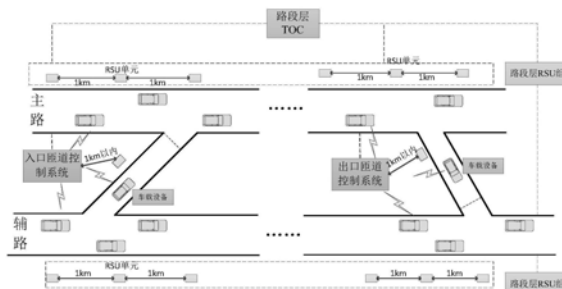 路段层
TOC
RSU单元
RSU单元
1km
1km
1km
1km
路段层RSU组
主路
......
入口匝道控
制系统
1km以内
车载设备
出口匝道
控制系统
1km以内
车载设备
辅路
......
RSU单元
1km
1km
1km
1km
路段层RSU组